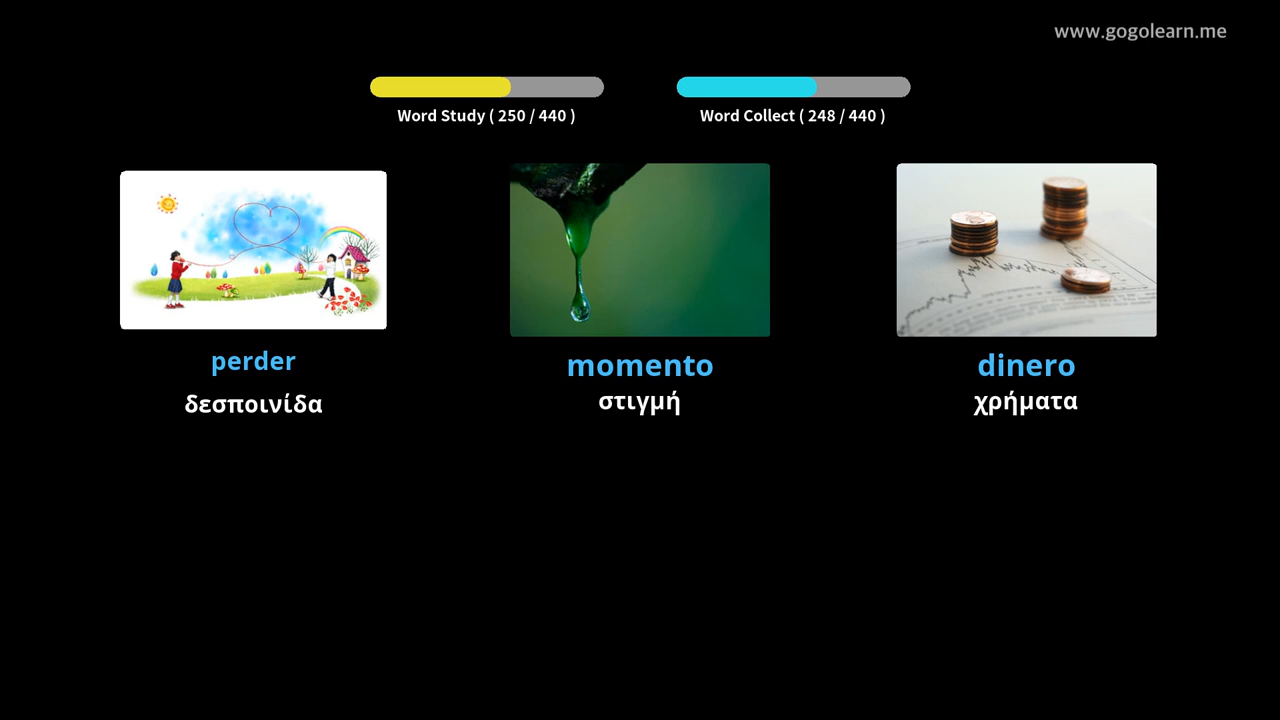 www.gogolearn.me
Word Study ( 250 / 440 )
Word Collect ( 248 / 440 )
perder
δεσποινίδα
momento
στιγμή
dinero
χρήματα